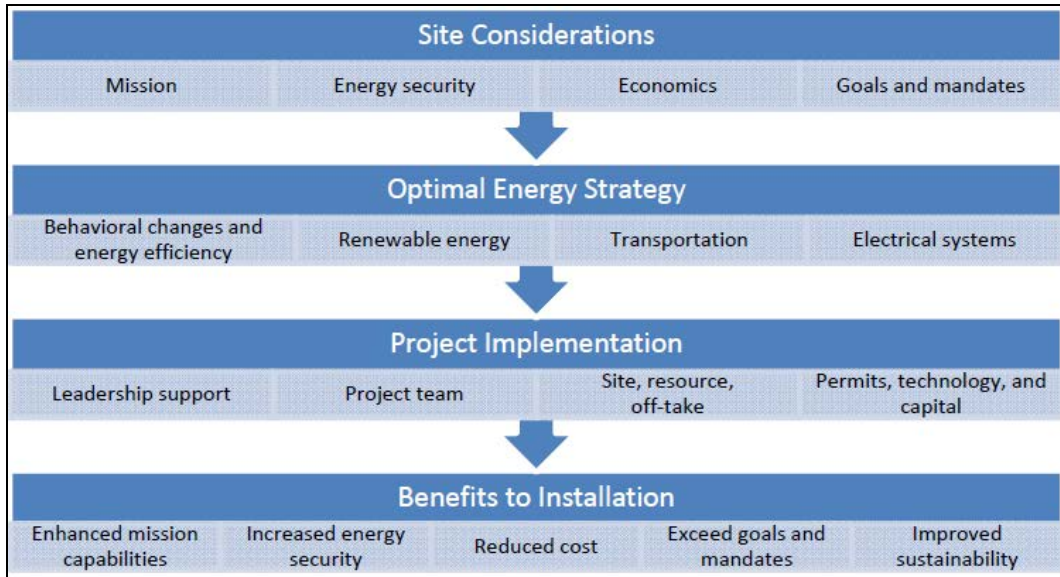 Site Considerations
Mission
Energy security
Economics
Goals and mandates
Optimal Energy Strategy
Behavioral changes and
energy efficiency
Renewable energy
Transportation
Electrical systems
Project Implementation
Leadership support
Project team
Site, resource,
off-take
Permits, technology, and
capital
Benefits to Installation
Enhanced mission
capabilities
Increased energy
security
Reduced cost
Exceed goals and
mandates
Improved
sustainability